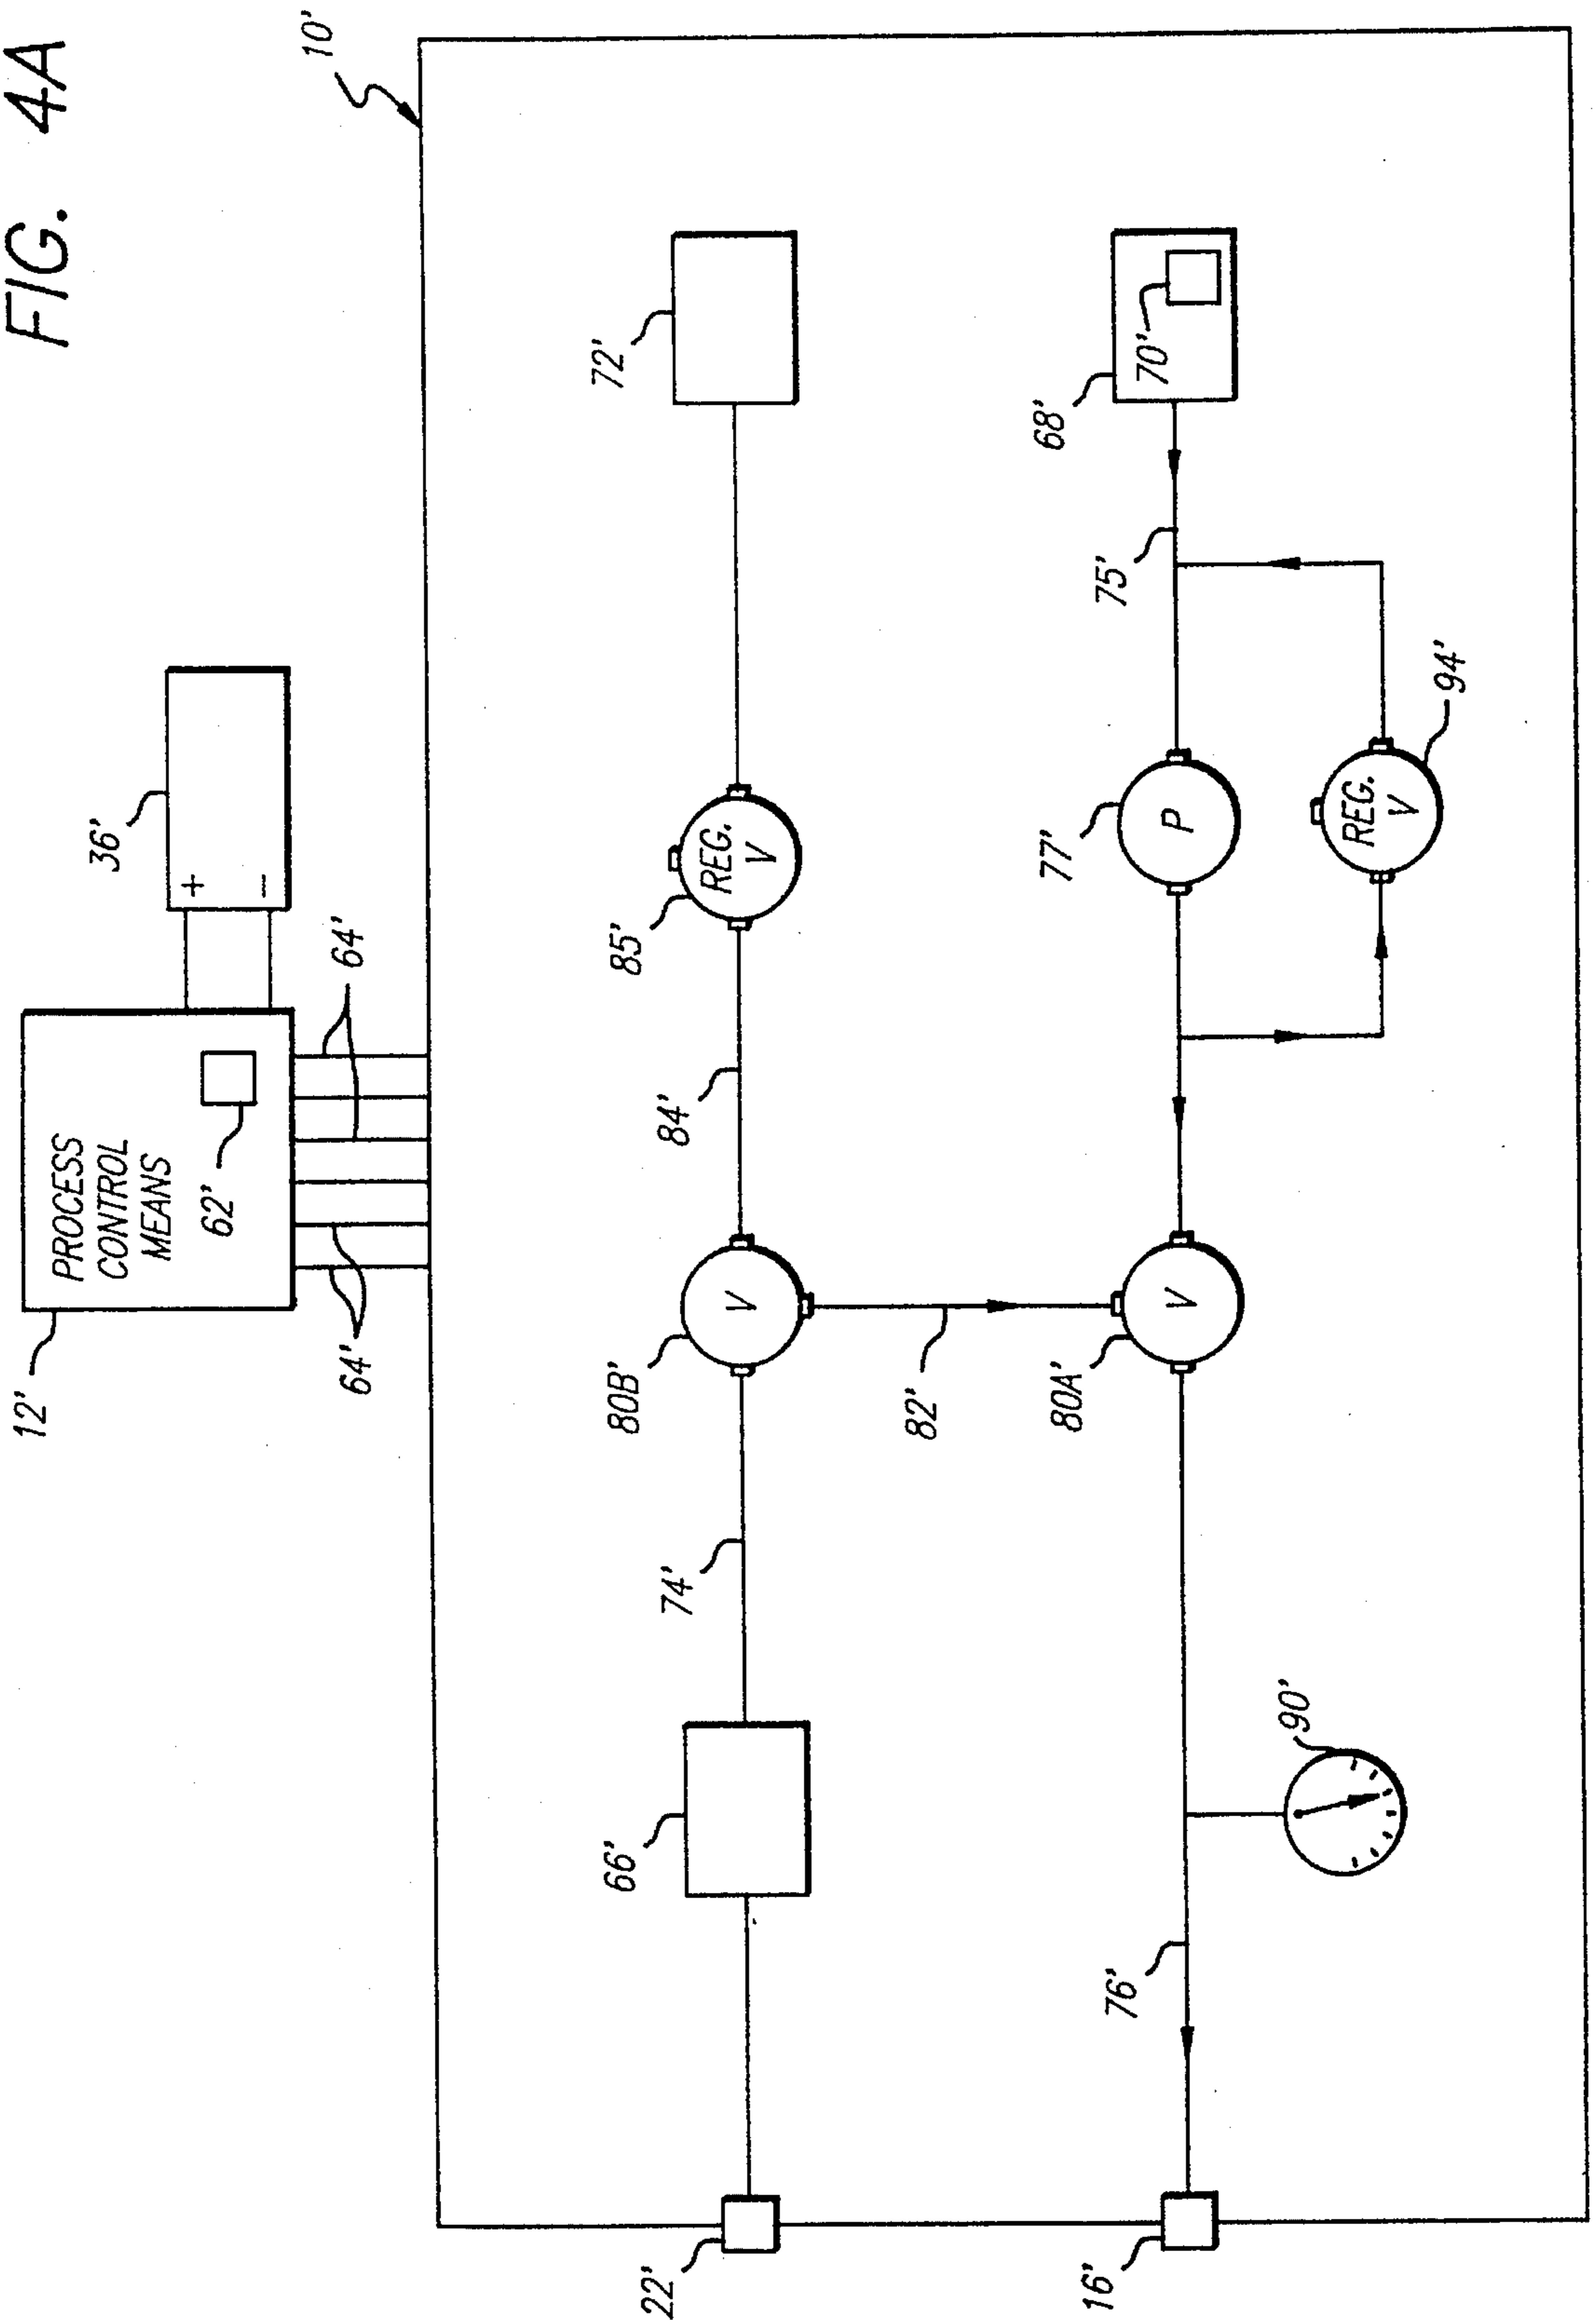 FIG. 4A
10'
12'
PROCESS
CONTROL
MEANS
62'
36'
+
−
64'
64'
72'
85'
REG.
V
84'
80B'
V
74'
66'
22'
82'
68'
70'
75'
77'
P
94'
REG.
V
80A'
V
90'
76'
16'